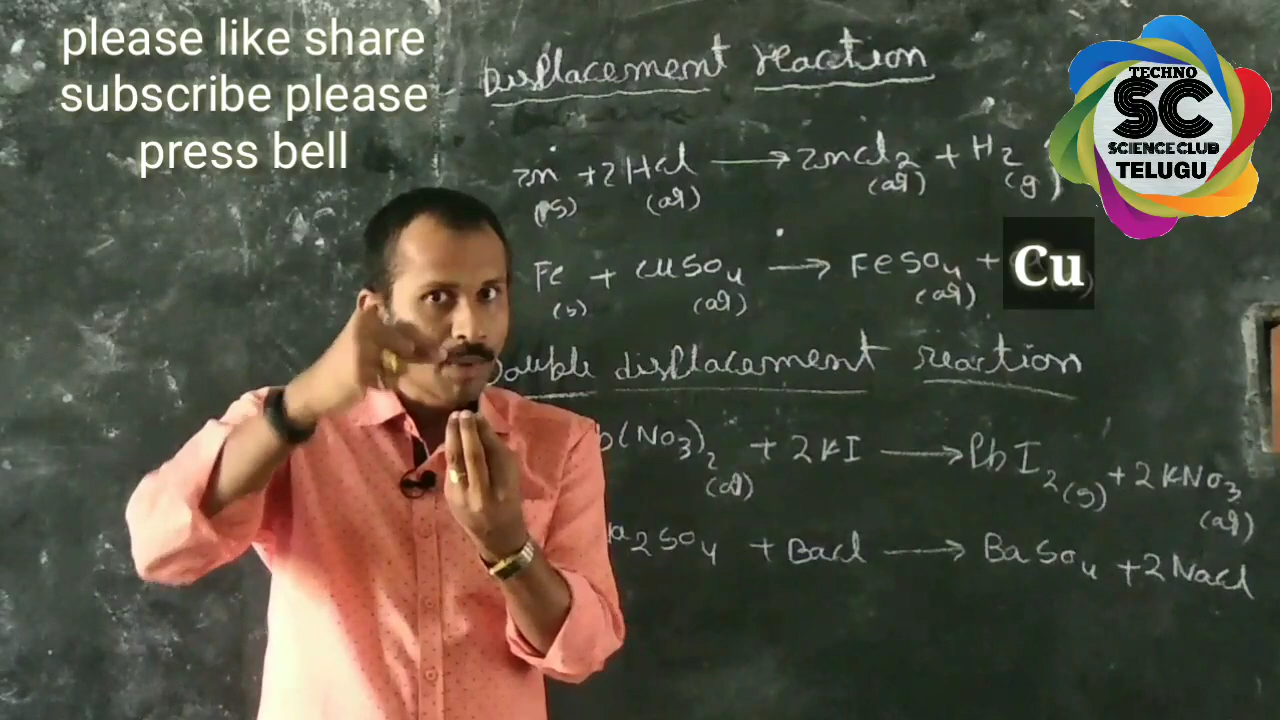 please like share
subscribe please
press bell
TECHNO
SC
SCIENCE CLUB
TELUGU
Displacement reaction
Zn + 2HCl → ZnCl2 + H2
(s) (aq) (aq) (g)
Fe + CuSO4 → FeSO4 + Cu
(s) (aq) (aq)
Double displacement reaction
b(NO3)2 + 2KI → PbI2(s) + 2KNO3
(aq) (aq)
a2SO4 + BaCl → BaSO4 + 2NaCl